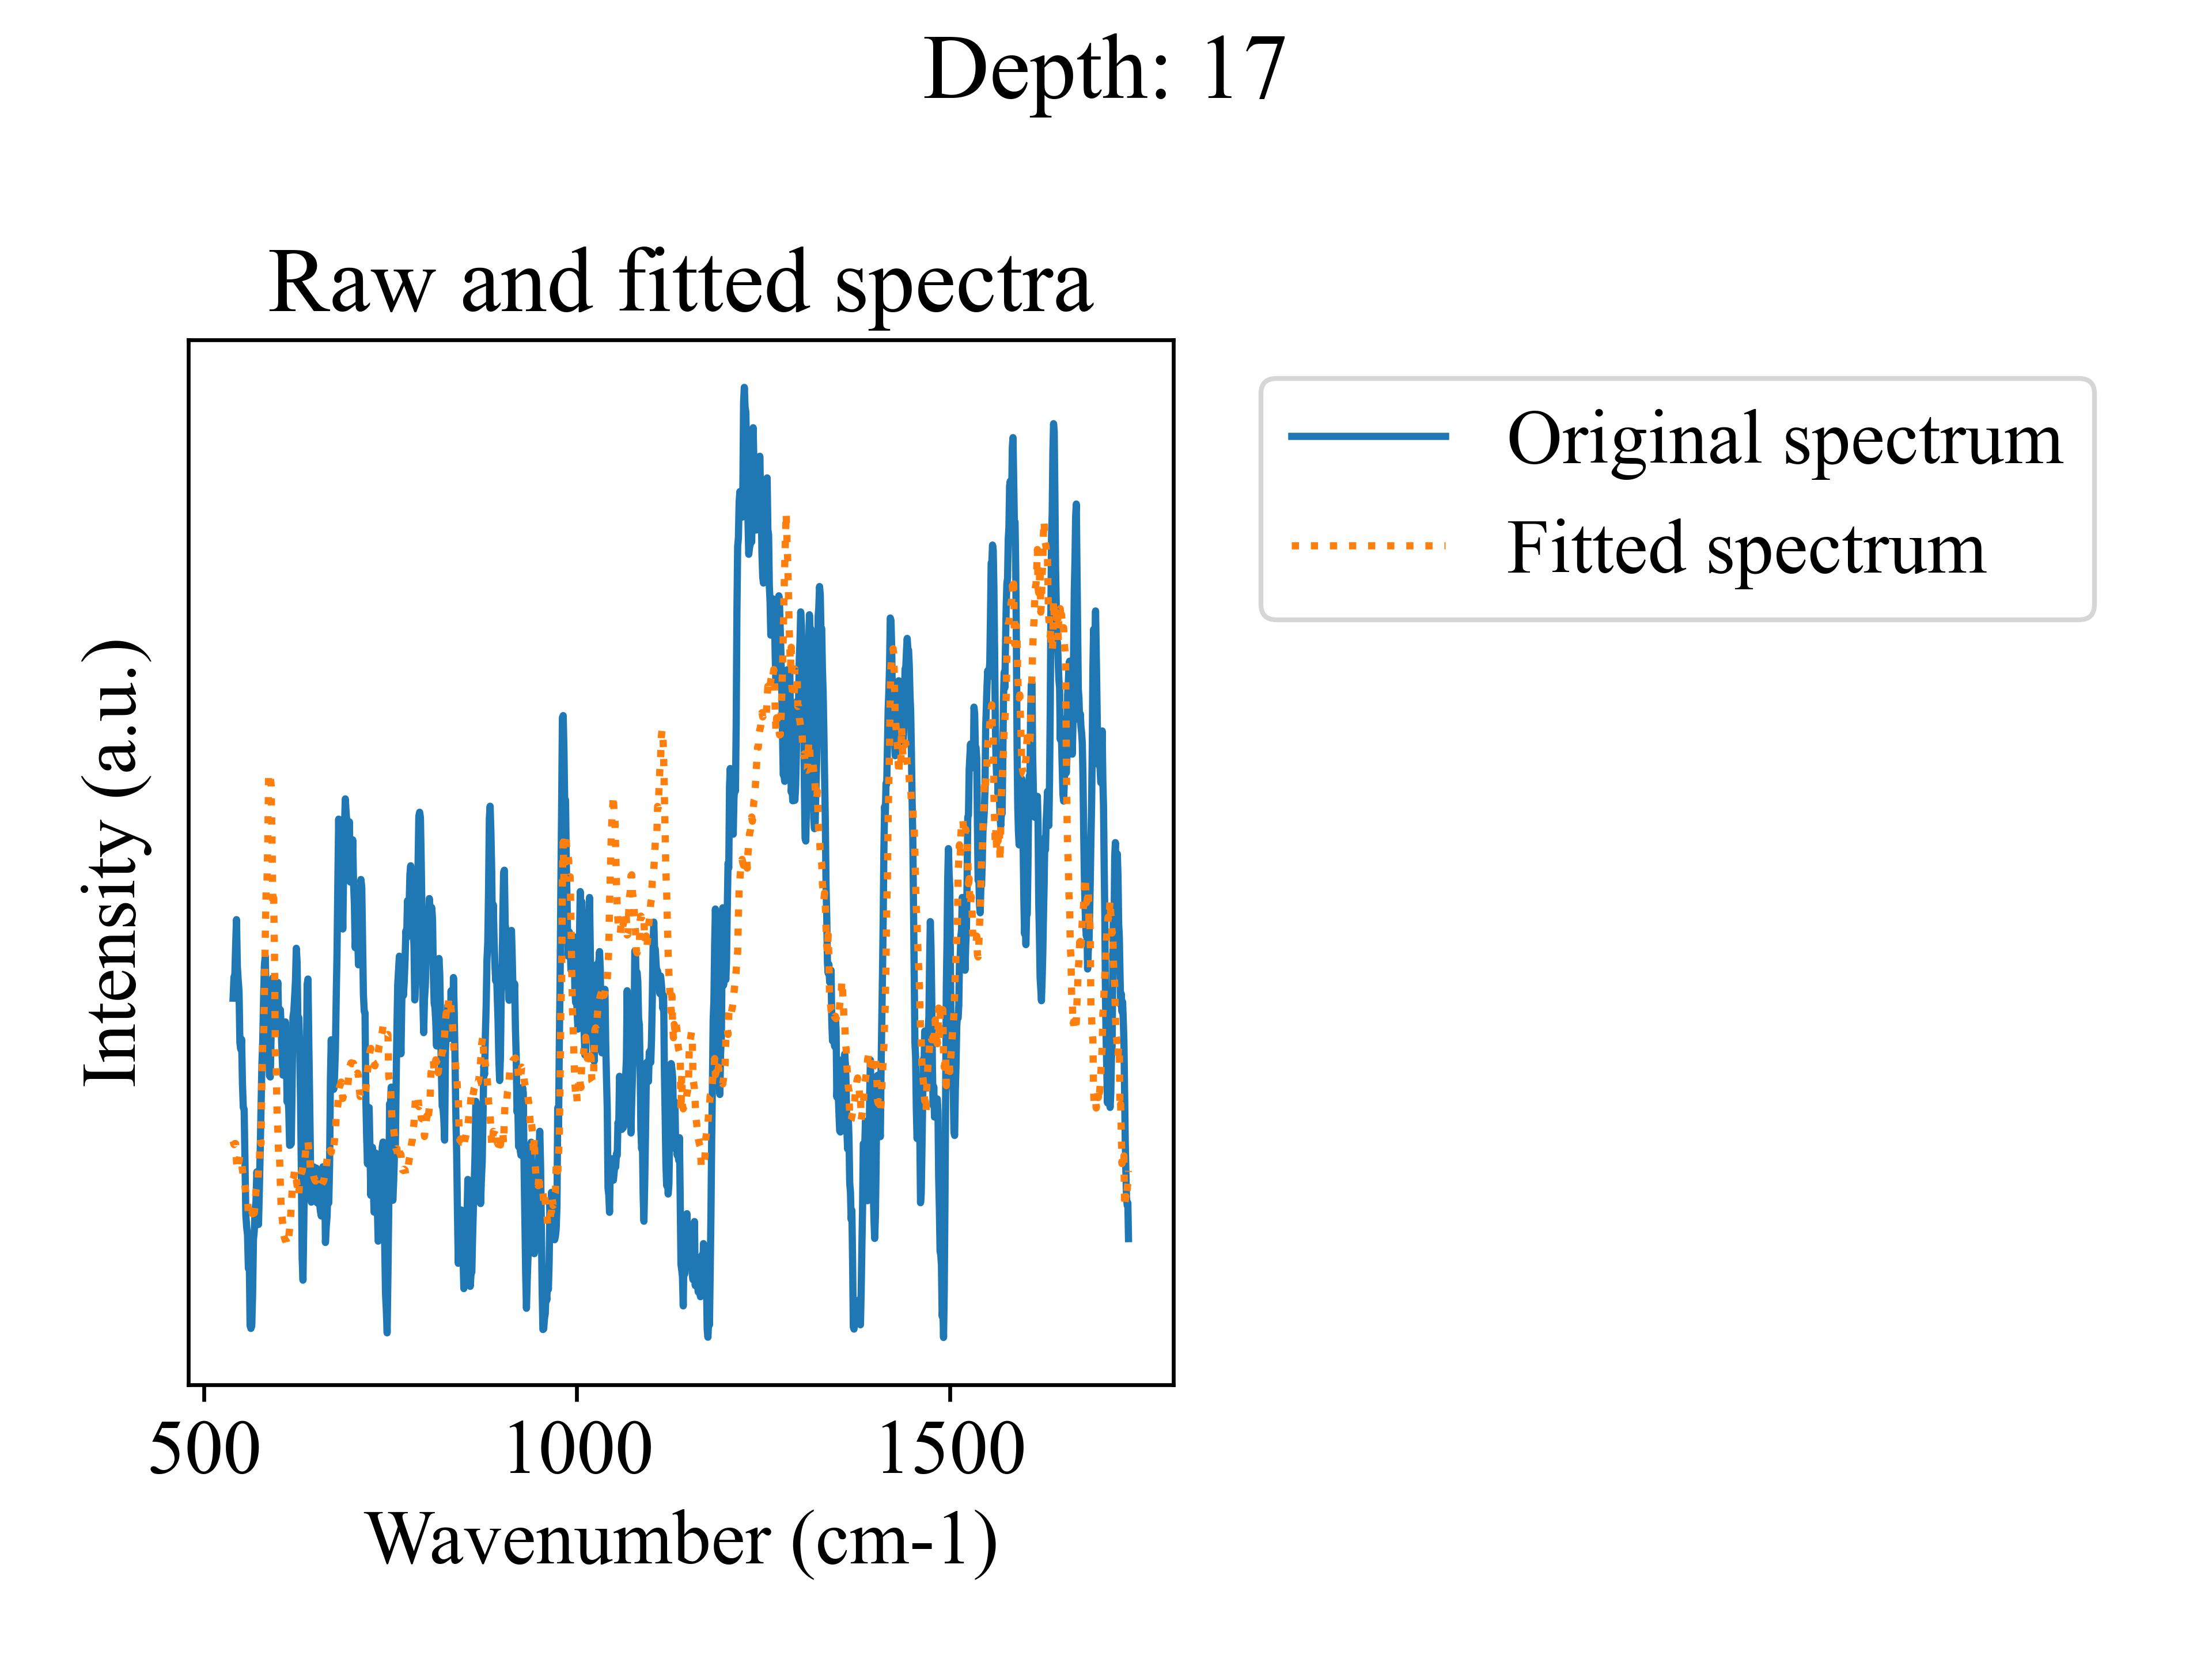 Depth: 17
Raw and fitted spectra
Original spectrum
Fitted spectrum
Intensity (a.u.)
500 1000 1500
Wavenumber (cm-1)